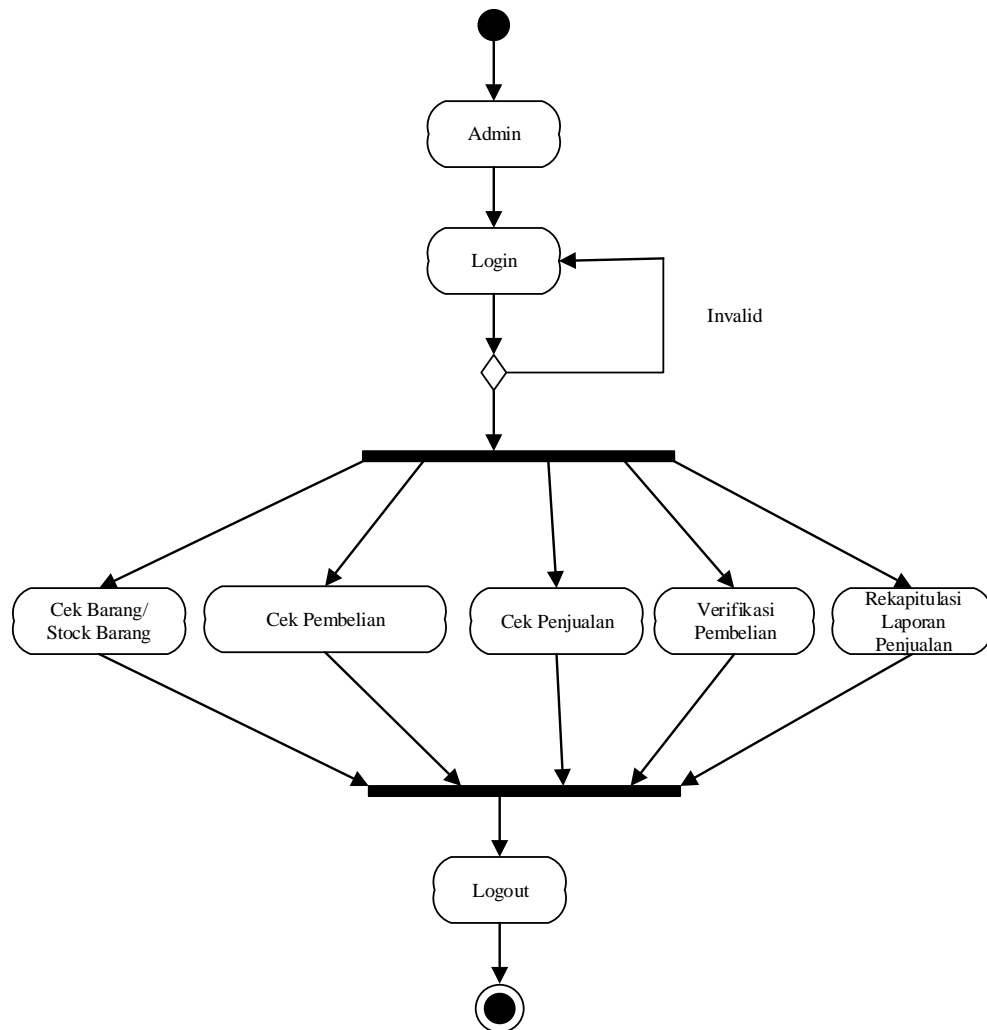 Admin
Login
Invalid
Cek Barang/
Stock Barang
Cek Pembelian
Cek Penjualan
Verifikasi
Pembelian
Rekapitulasi
Laporan
Penjualan
Logout